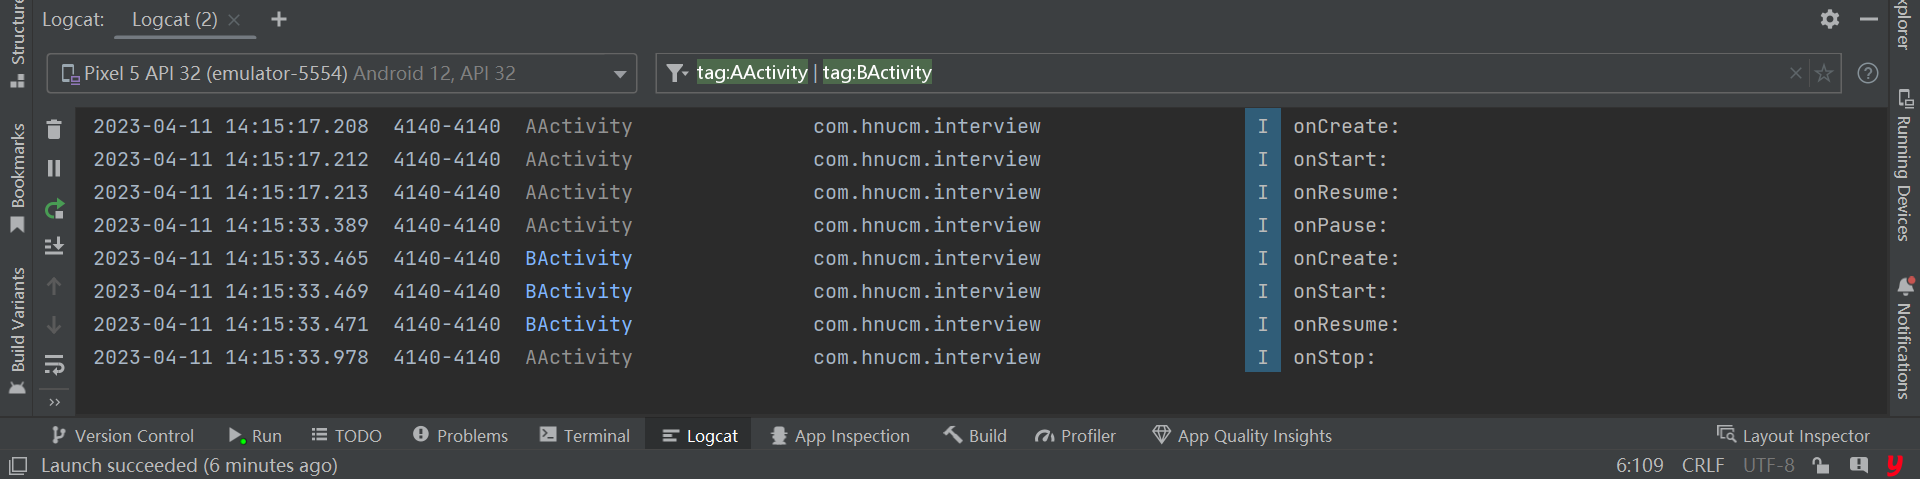 Logcat: Logcat (2)
Pixel 5 API 32 (emulator-5554) Android 12, API 32
tag:AActivity | tag:BActivity
2023-04-11 14:15:17.208 4140-4140 AActivity com.hnucm.interview I onCreate:
2023-04-11 14:15:17.212 4140-4140 AActivity com.hnucm.interview I onStart:
2023-04-11 14:15:17.213 4140-4140 AActivity com.hnucm.interview I onResume:
2023-04-11 14:15:33.389 4140-4140 AActivity com.hnucm.interview I onPause:
2023-04-11 14:15:33.465 4140-4140 BActivity com.hnucm.interview I onCreate:
2023-04-11 14:15:33.469 4140-4140 BActivity com.hnucm.interview I onStart:
2023-04-11 14:15:33.471 4140-4140 BActivity com.hnucm.interview I onResume:
2023-04-11 14:15:33.978 4140-4140 AActivity com.hnucm.interview I onStop:
Structure
Bookmarks
Build Variants
xplorer
Running Devices
Notifications
Version Control Run TODO Problems Terminal Logcat App Inspection Build Profiler App Quality Insights Layout Inspector
Launch succeeded (6 minutes ago) 6:109 CRLF UTF-8